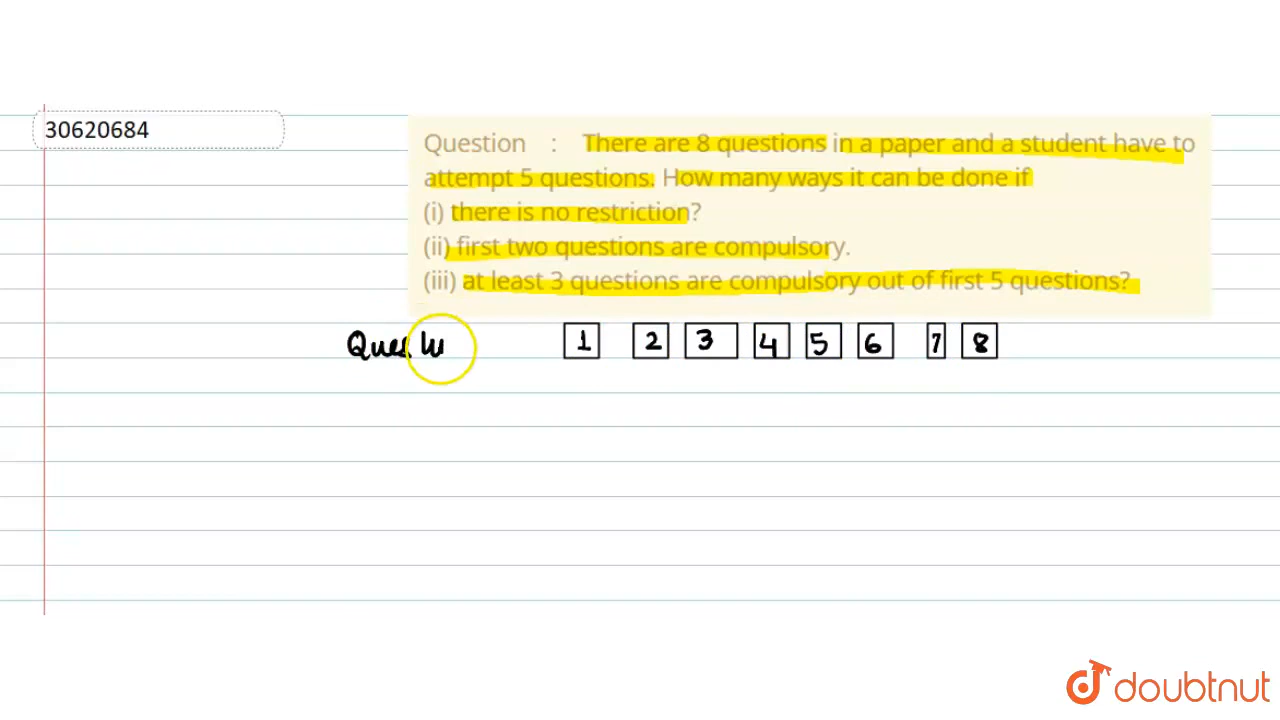 30620684
Question : There are 8 questions in a paper and a student have to
attempt 5 questions. How many ways it can be done if
(i) there is no restriction?
(ii) first two questions are compulsory.
(iii) at least 3 questions are compulsory out of first 5 questions?
Ques 1 2 3 4 5 6 7 8
doubtnut